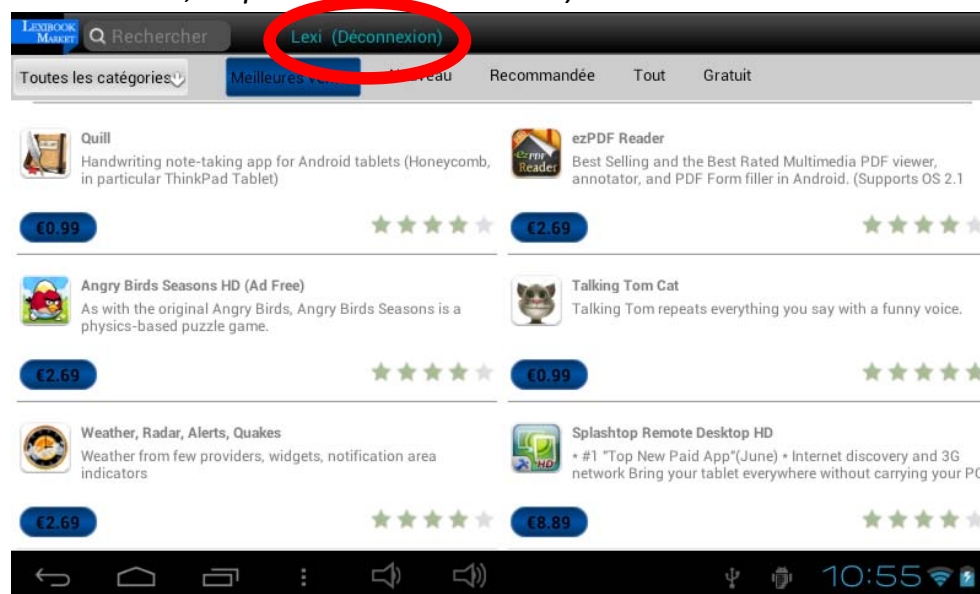 LEXIBOOK
MARKET
Rechercher
Lexi (Déconnexion)
Toutes les catégories
Meilleures
Recommandée
Tout
Gratuit
Quill
Handwriting note-taking app for Android tablets (Honeycomb,
in particular ThinkPad Tablet)
€0.99
ezPDF Reader
Best Selling and the Best Rated Multimedia PDF viewer,
annotator, and PDF Form filler in Android. (Supports OS 2.1
€2.69
Angry Birds Seasons HD (Ad Free)
As with the original Angry Birds, Angry Birds Seasons is a
physics-based puzzle game.
€2.69
Talking Tom Cat
Talking Tom repeats everything you say with a funny voice.
€0.99
Weather, Radar, Alerts, Quakes
Weather from few providers, widgets, notification area
indicators
€2.69
Splashtop Remote Desktop HD
* #1 "Top New Paid App"(June) * Internet discovery and 3G
network Bring your tablet everywhere without carrying your PC
€8.89
10:55